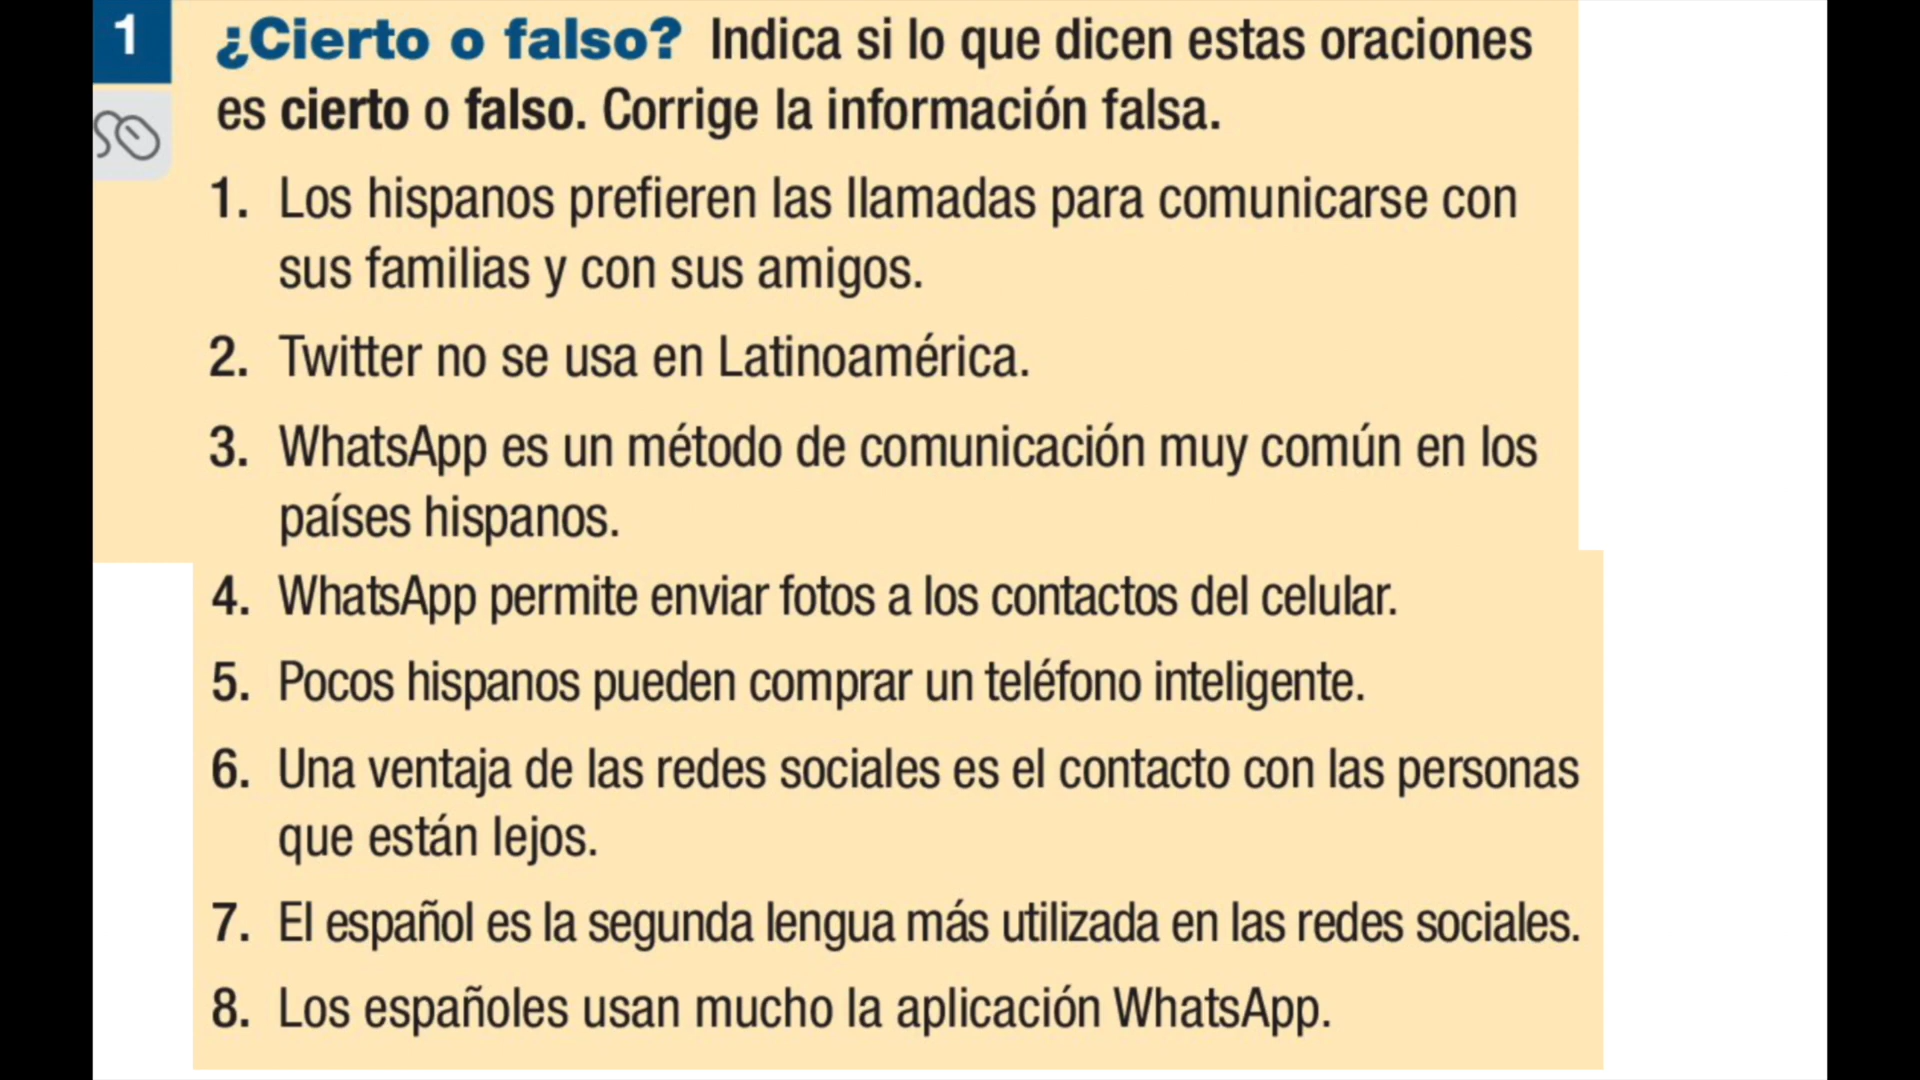 1
¿Cierto o falso? Indica si lo que dicen estas oraciones
es cierto o falso. Corrige la información falsa.
1. Los hispanos prefieren las llamadas para comunicarse con
sus familias y con sus amigos.
2. Twitter no se usa en Latinoamérica.
3. WhatsApp es un método de comunicación muy común en los
países hispanos.
4. WhatsApp permite enviar fotos a los contactos del celular.
5. Pocos hispanos pueden comprar un teléfono inteligente.
6. Una ventaja de las redes sociales es el contacto con las personas
que están lejos.
7. El español es la segunda lengua más utilizada en las redes sociales.
8. Los españoles usan mucho la aplicación WhatsApp.